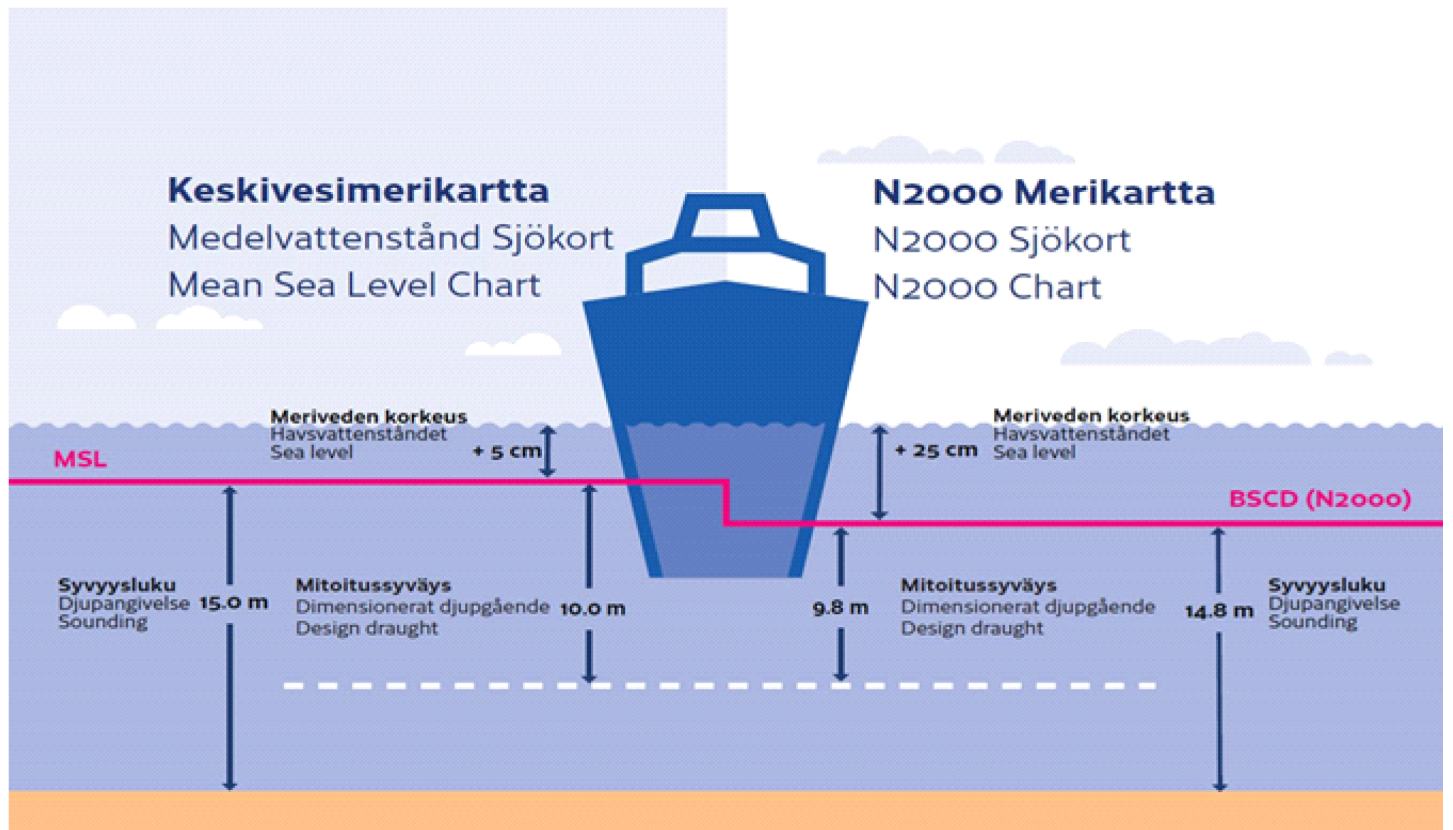 Keskivesimerikartta
Medelvattenstånd Sjökort
Mean Sea Level Chart
N2000 Merikartta
N2000 Sjökort
N2000 Chart
Meriveden korkeus
Havsvattenståndet
Sea level
+ 5 cm
MSL
+ 25 cm
Meriveden korkeus
Havsvattenståndet
Sea level
BSCD (N2000)
Syvyysluku
Djupangivelse
Sounding
15.0 m
Mitoitussyväys
Dimensionerat djupgående
Design draught
10.0 m
9.8 m
Mitoitussyväys
Dimensionerat djupgående
Design draught
14.8 m
Syvyysluku
Djupangivelse
Sounding